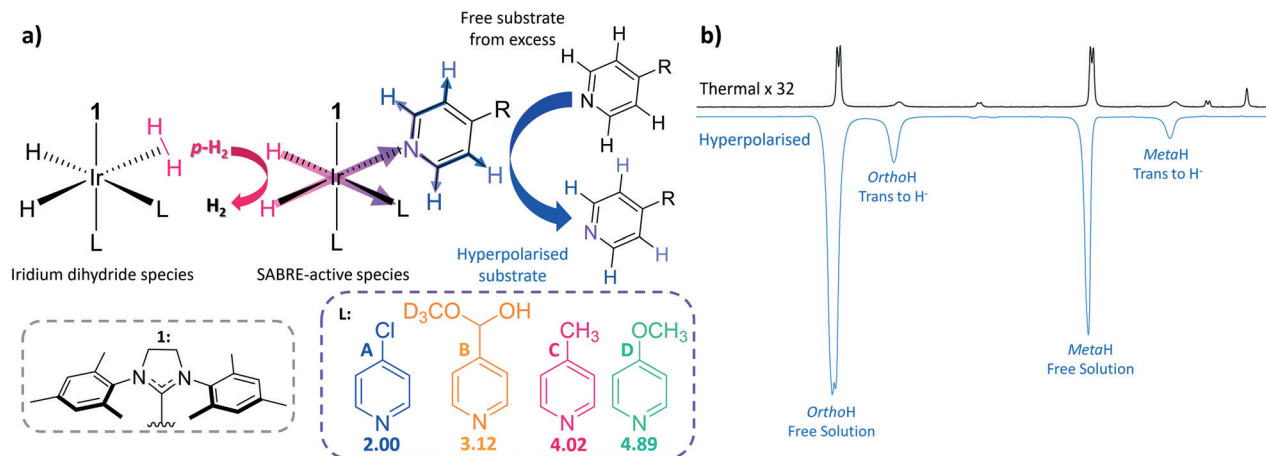 a)
Free substrate
from excess
H
H
R
N
H
H
1
H
H
H
Ir
H
L
L
p-H₂
H₂
1
H
H
Ir
L
L
N
H
H
H
H
R
H
H
R
N
H
H
Iridium dihydride species
SABRE-active species
Hyperpolarised
substrate
1:
N
N
L:
Cl
A
N
2.00
D₃CO
OH
B
N
3.12
CH₃
C
N
4.02
OCH₃
D
N
4.89
b)
Thermal x 32
Hyperpolarised
OrthoH
Trans to H⁻
MetaH
Trans to H⁻
MetaH
Free Solution
OrthoH
Free Solution